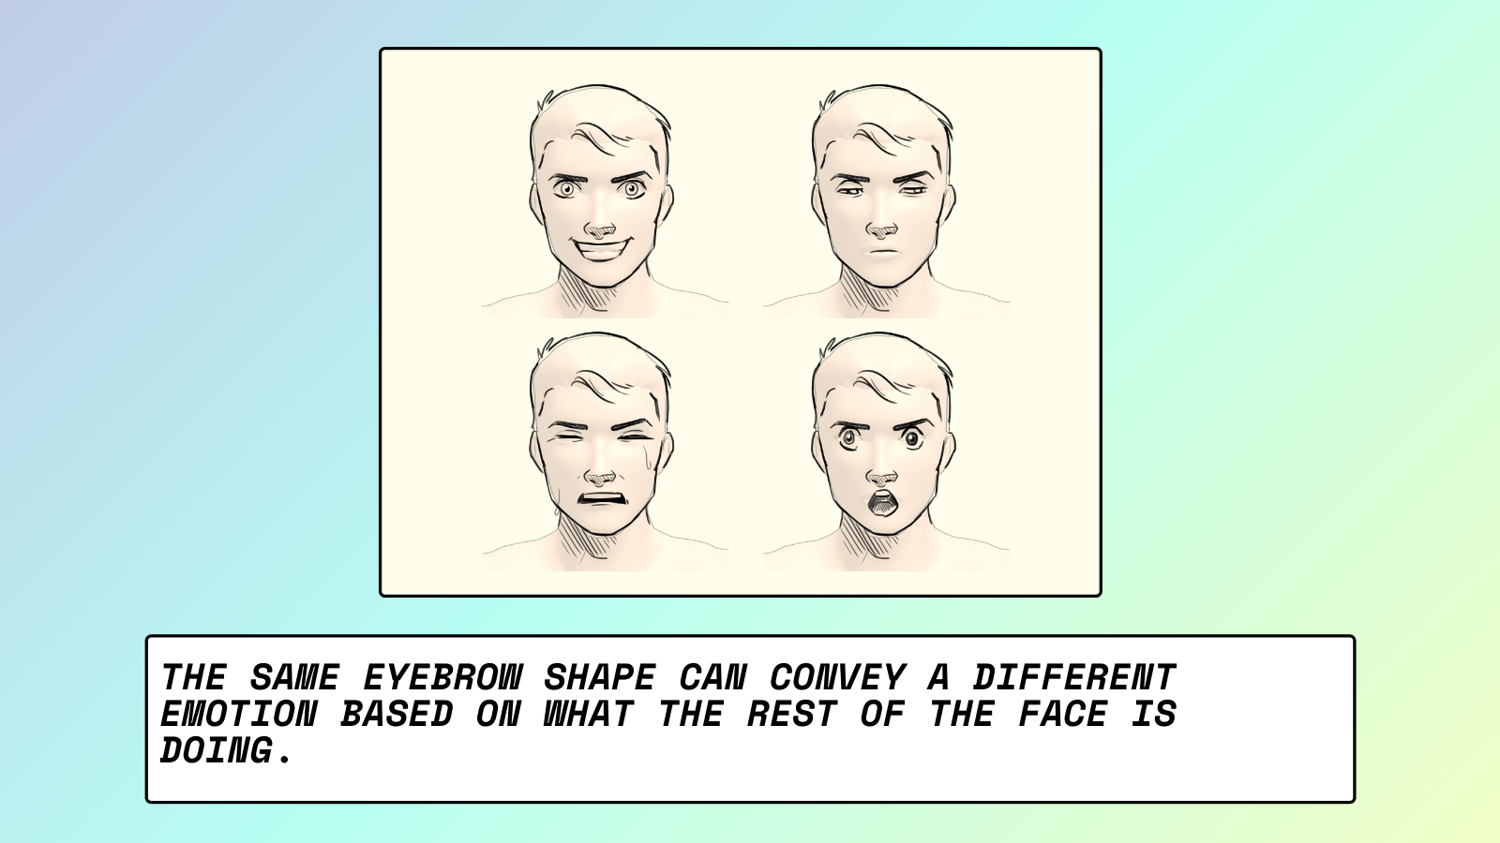 THE SAME EYEBROW SHAPE CAN CONVEY A DIFFERENT
EMOTION BASED ON WHAT THE REST OF THE FACE IS
DOING.